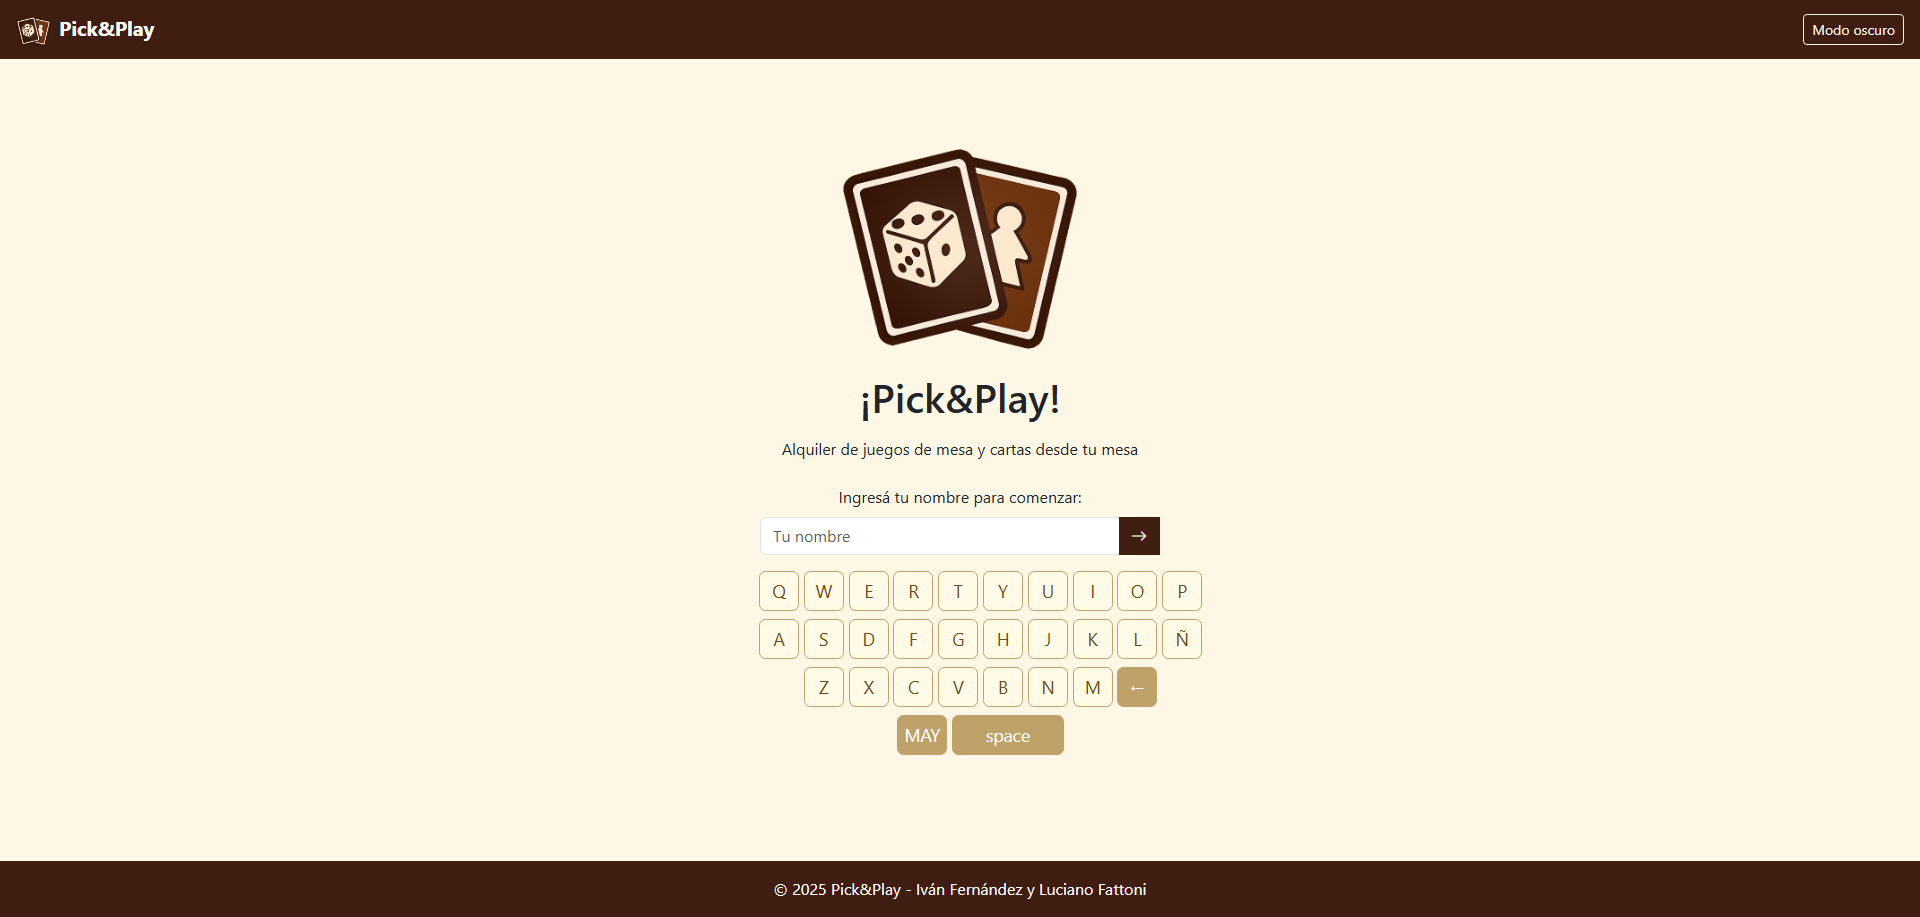 Pick&Play
Modo oscuro
¡Pick&Play!
Alquiler de juegos de mesa y cartas desde tu mesa
Ingresá tu nombre para comenzar:
Tu nombre →
Q W E R T Y U I O P
A S D F G H J K L Ñ
Z X C V B N M ←
MAY space
© 2025 Pick&Play - Iván Fernández y Luciano Fattoni